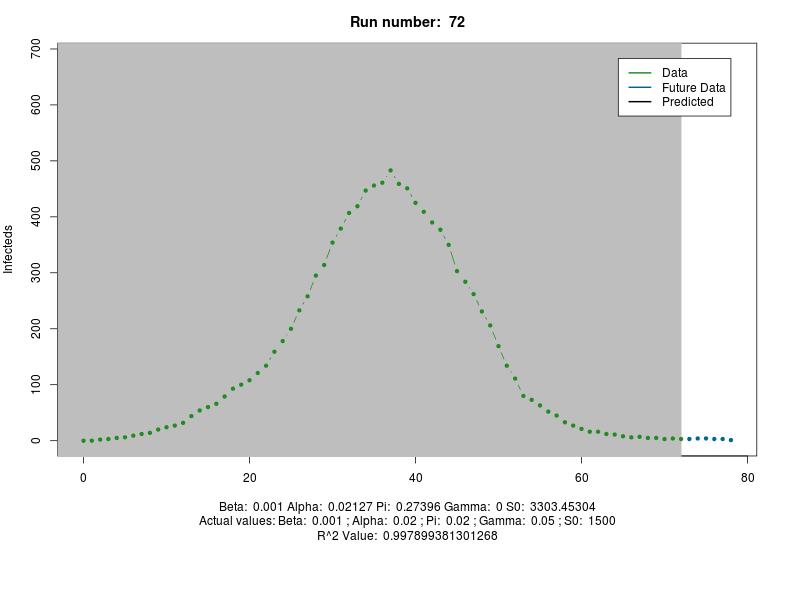 Run number: 72
700
600
500
400
300
200
100
0
Infecteds
Data
Future Data
Predicted
0
20
40
60
80
Beta: 0.001 Alpha: 0.02127 Pi: 0.27396 Gamma: 0 S0: 3303.45304
Actual values: Beta: 0.001 ; Alpha: 0.02 ; Pi: 0.02 ; Gamma: 0.05 ; S0: 1500
R^2 Value: 0.997899381301268